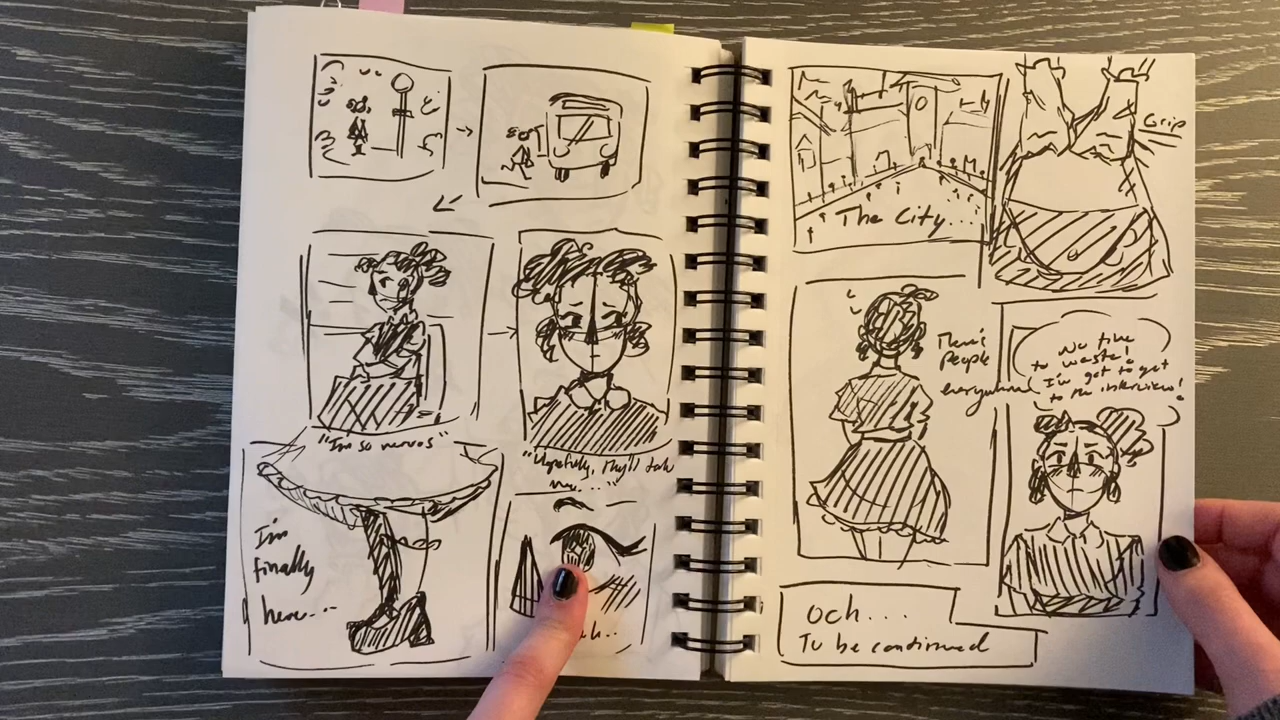 "I'm so nervos"
"Hopefully, they'll take
me...."
I'm
finally
here...
The City...
Grip
There's
People
everywhere
No time
to waste!
I've got to get
to the interview!
och...
To be continued